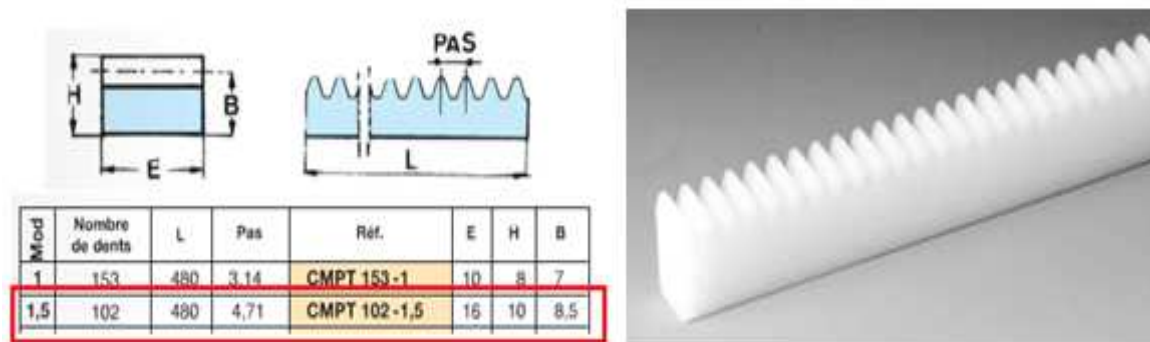 PAS
H
B
E
L
Mod Nombre de dents L Pas Réf. E H B
1 153 480 3,14 CMPT 153-1 10 8 7
1,5 102 480 4,71 CMPT 102-1,5 16 10 8,5